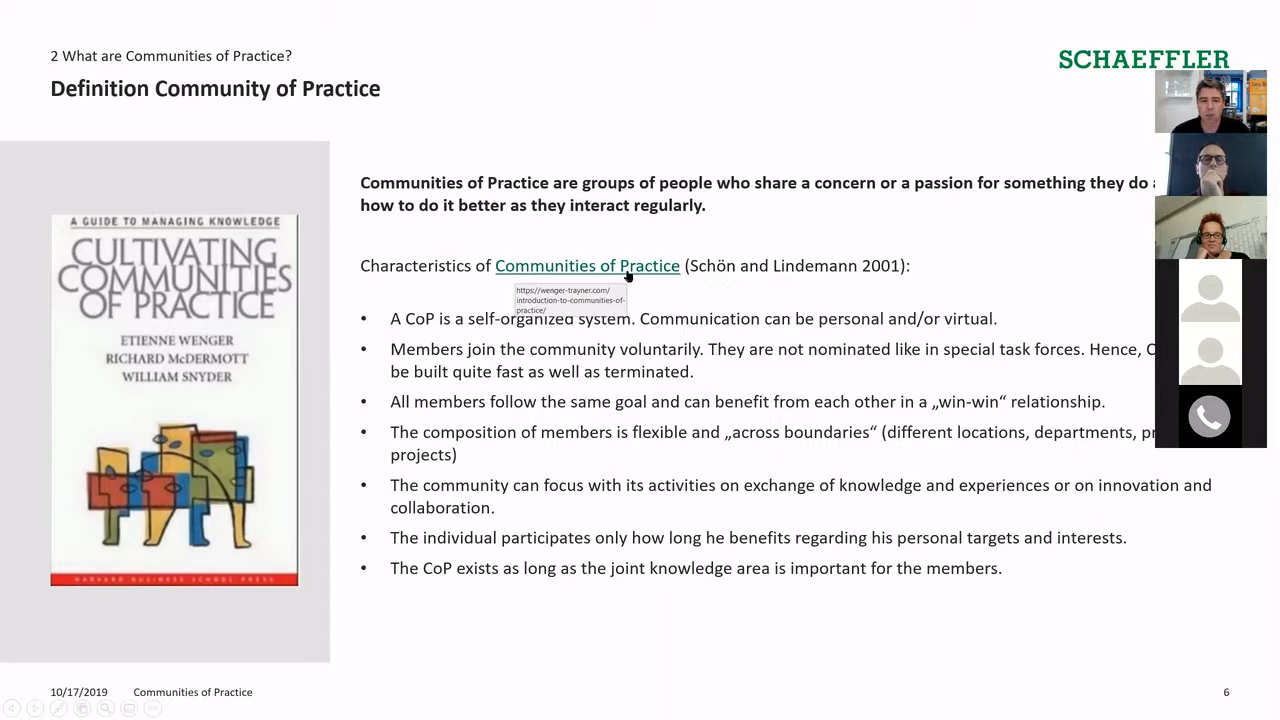 2 What are Communities of Practice?
SCHAEFFLER
Definition Community of Practice
Communities of Practice are groups of people who share a concern or a passion for something they do
how to do it better as they interact regularly.
A GUIDE TO MANAGING KNOWLEDGE
CULTIVATING
COMMUNITIES
OF PRACTICE
ETIENNE WENGER
RICHARD McDERMOTT
WILLIAM SNYDER
HARVARD BUSINESS SCHOOL PRESS
Characteristics of Communities of Practice (Schön and Lindemann 2001):
https://wenger-trayner.com/
introduction-to-communities-of-
practice/
• A CoP is a self-organized system. Communication can be personal and/or virtual.
• Members join the community voluntarily. They are not nominated like in special task forces. Hence,
be built quite fast as well as terminated.
• All members follow the same goal and can benefit from each other in a „win-win“ relationship.
• The composition of members is flexible and „across boundaries“ (different locations, departments,
projects)
• The community can focus with its activities on exchange of knowledge and experiences or on innovation and
collaboration.
• The individual participates only how long he benefits regarding his personal targets and interests.
• The CoP exists as long as the joint knowledge area is important for the members.
10/17/2019 Communities of Practice
6